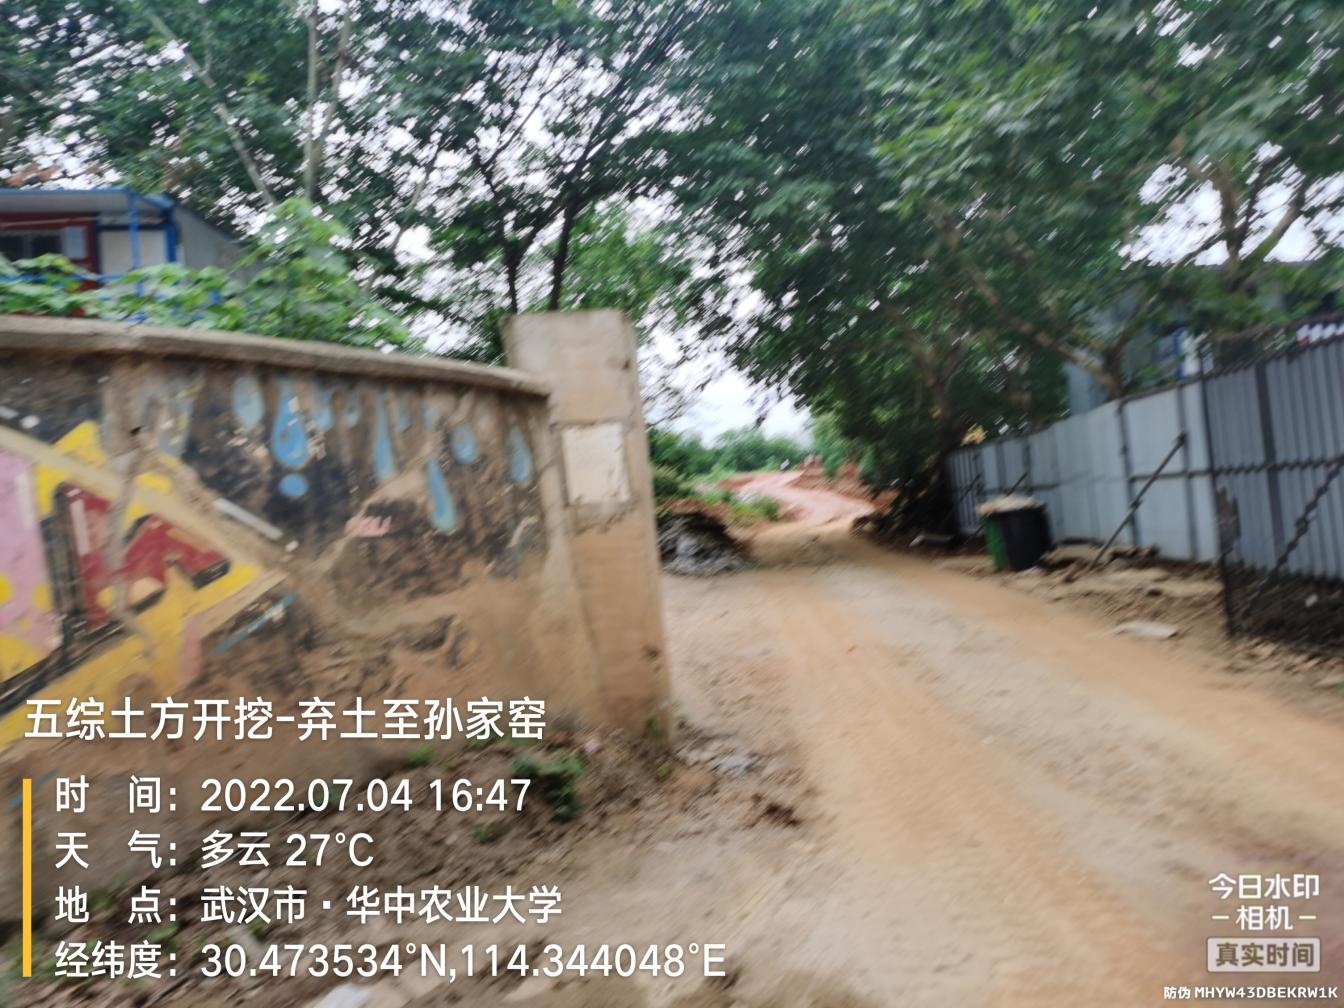 五综土方开挖-弃土至孙家窑
时 间：2022.07.04 16:47
天 气：多云 27°C
地 点：武汉市·华中农业大学
经纬度：30.473534°N,114.344048°E
今日水印
-相机-
真实时间
防伪 MHYW43DBEKRW1K